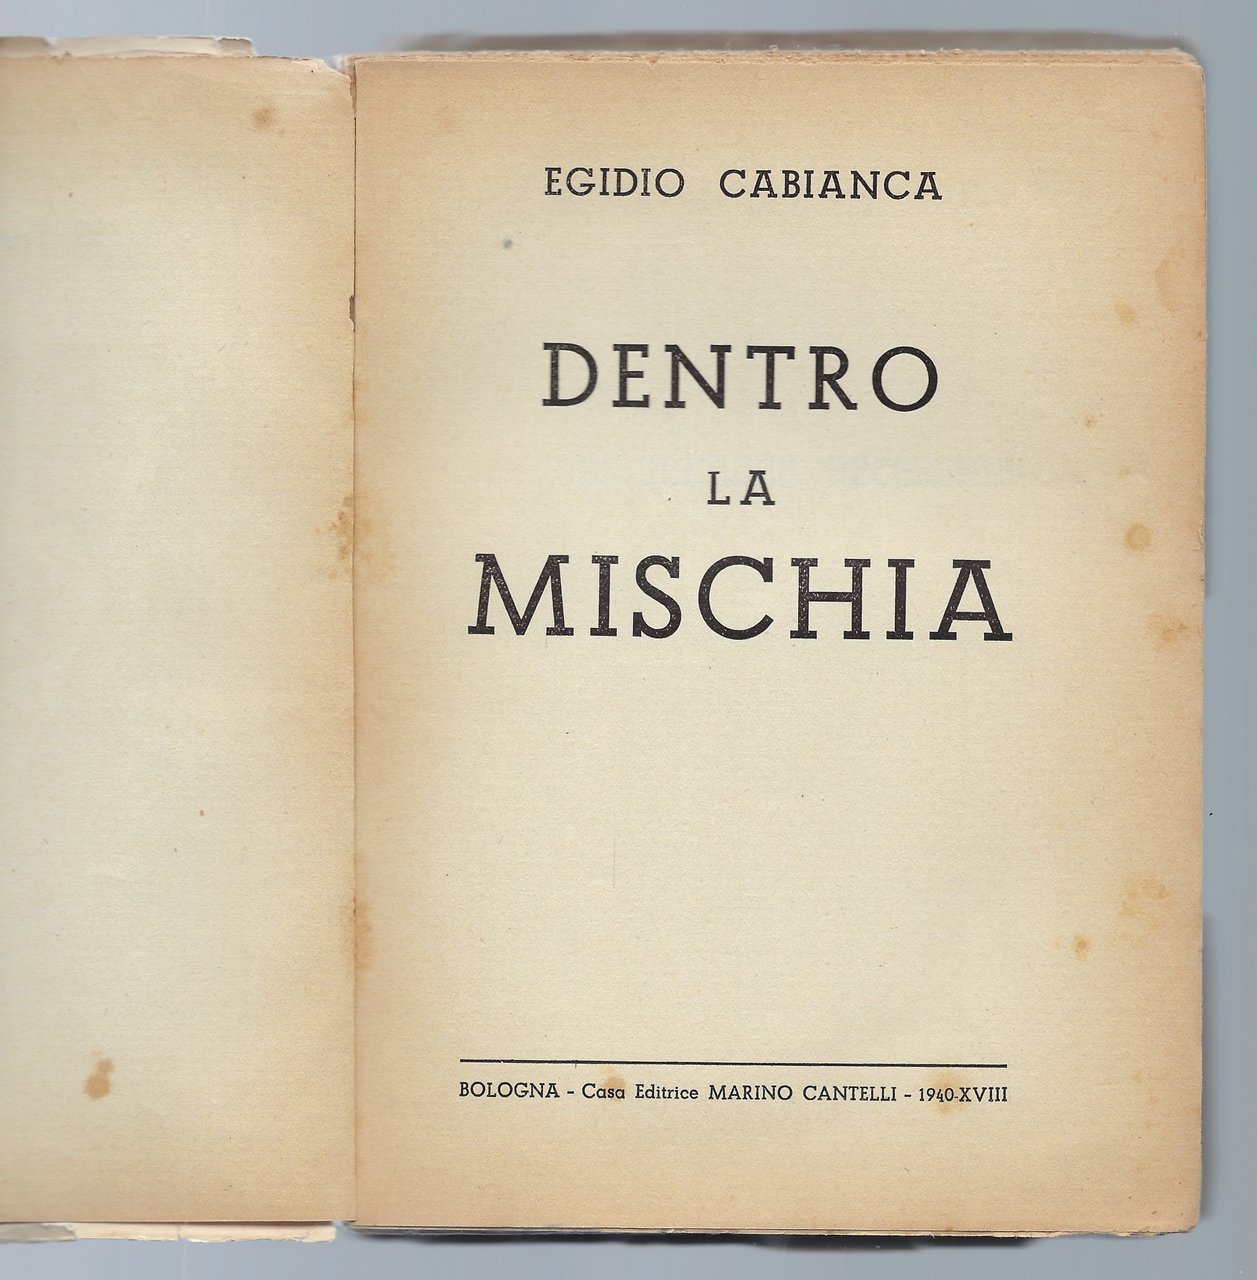 EGIDIO CABIANCA
DENTRO
LA
MISCHIA
BOLOGNA - Casa Editrice MARINO CANTELLI - 1940-XVIII